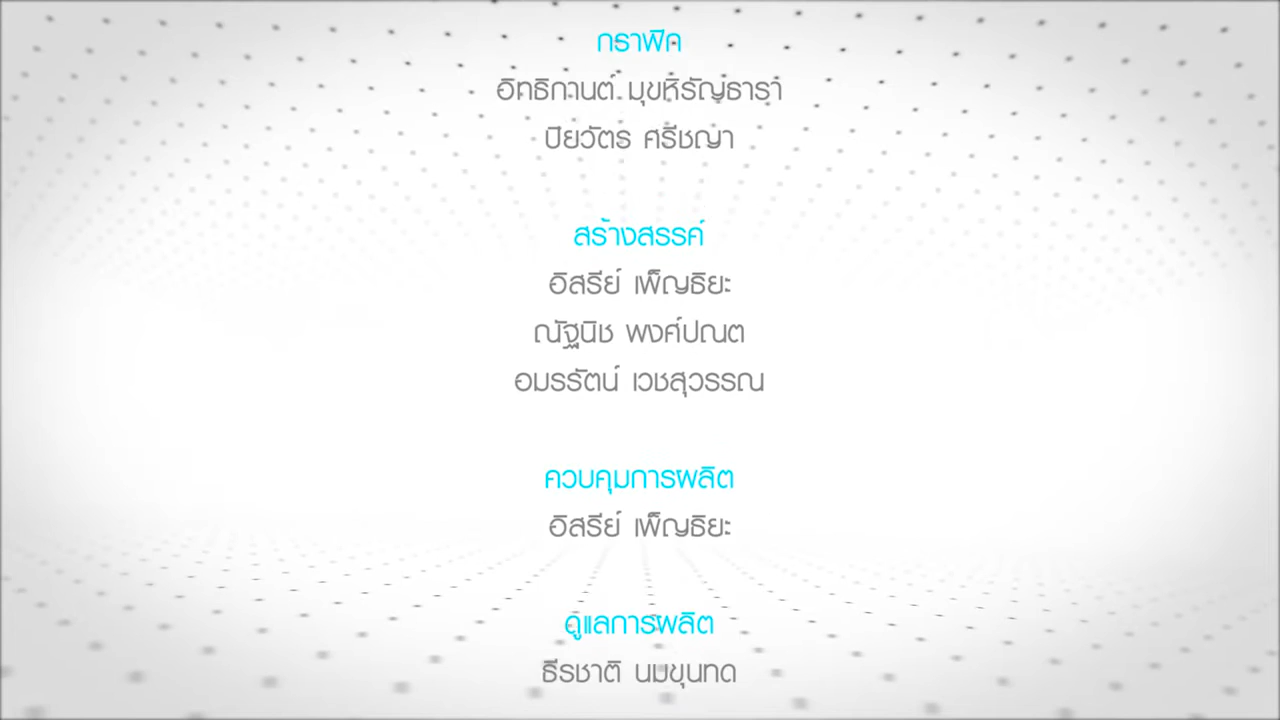 กราฟิค
อิทธิกานต์ มุขหิรัญธารา
ปิยวัตร ศรีชญา
สร้างสรรค์
อิสรีย์ เพ็ญธิยะ
ณัฐนิช พงศ์ปณต
อมรรัตน์ เวชสุวรรณ
ควบคุมการผลิต
อิสรีย์ เพ็ญธิยะ
ดูแลการผลิต
ธีรชาติ นมขุนทด